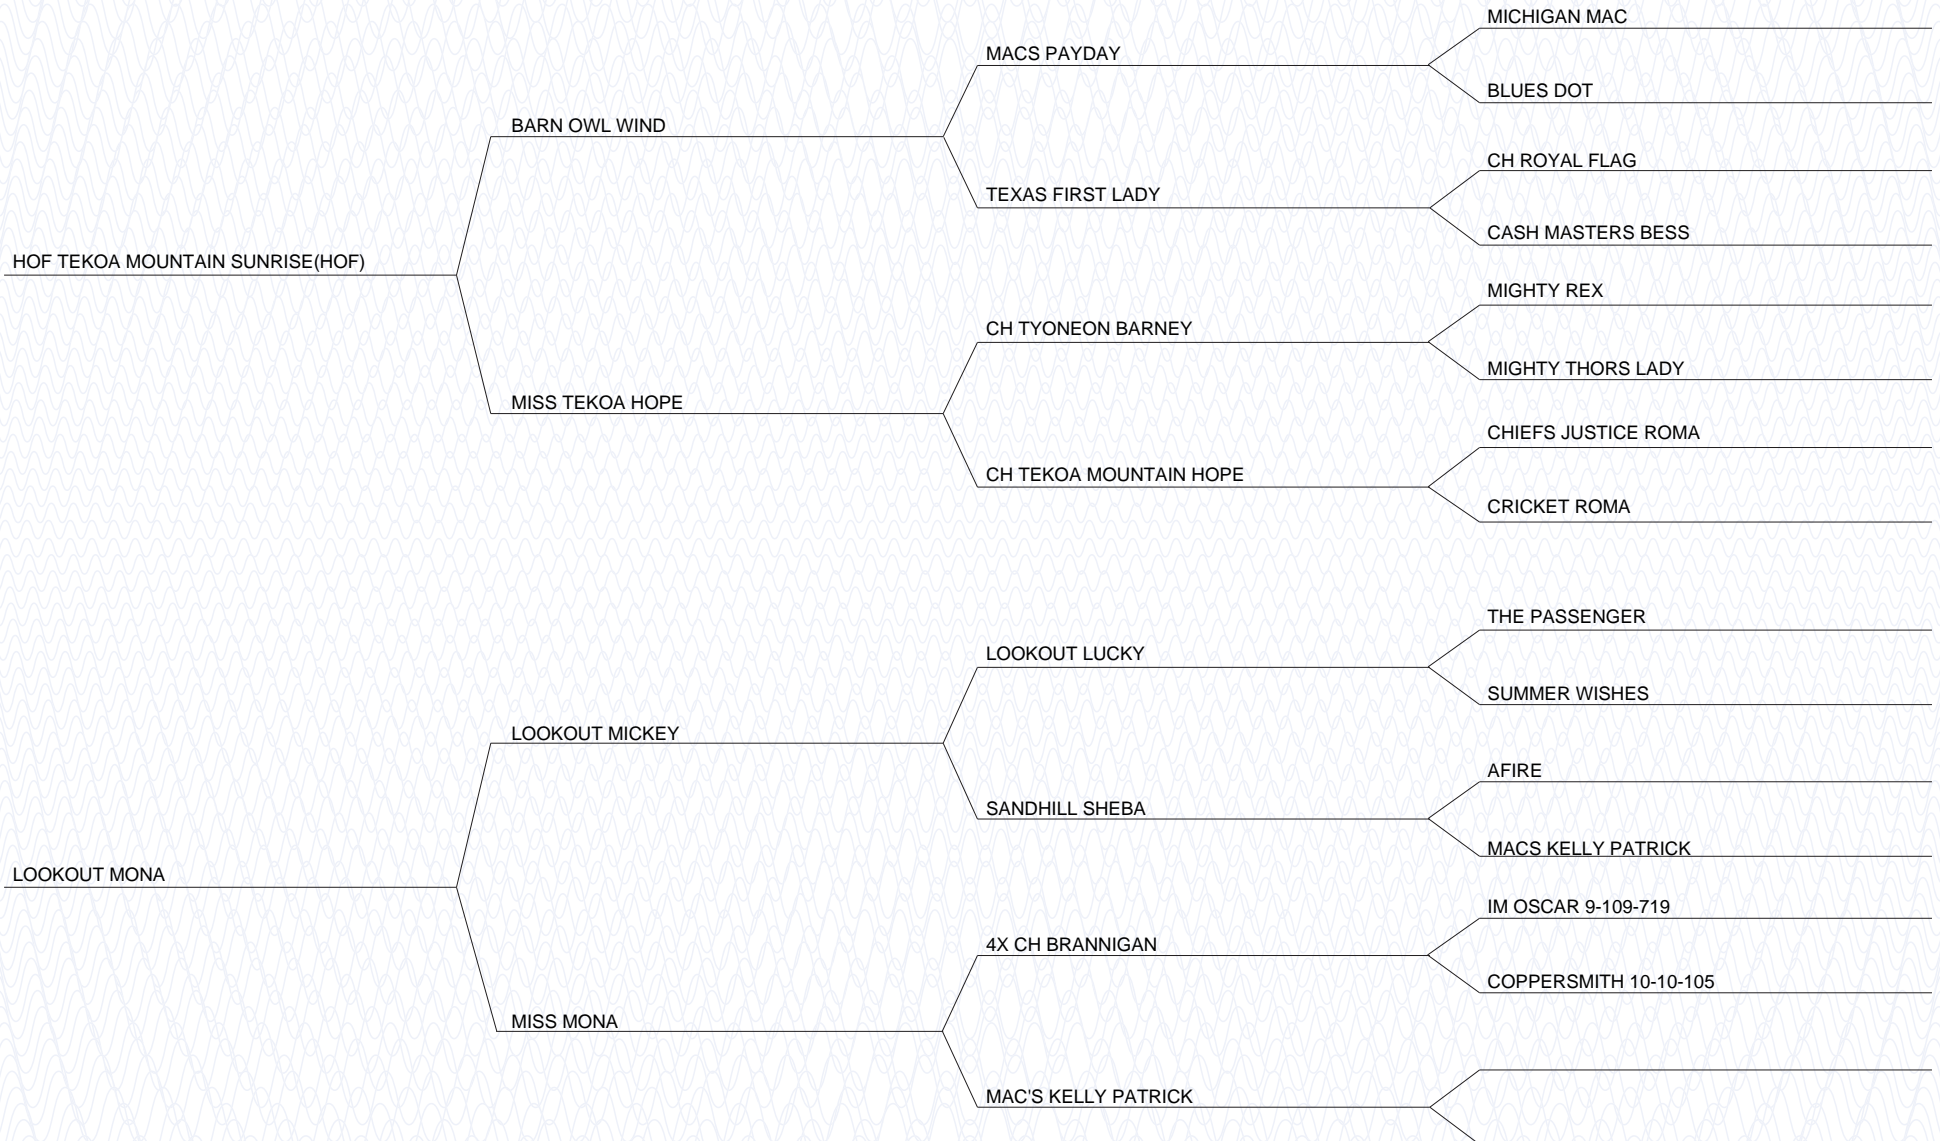 MICHIGAN MAC
MACS PAYDAY
BLUES DOT
BARN OWL WIND
CH ROYAL FLAG
TEXAS FIRST LADY
CASH MASTERS BESS
HOF TEKOA MOUNTAIN SUNRISE(HOF)
MIGHTY REX
CH TYONEON BARNEY
MIGHTY THORS LADY
MISS TEKOA HOPE
CHIEFS JUSTICE ROMA
CH TEKOA MOUNTAIN HOPE
CRICKET ROMA
THE PASSENGER
LOOKOUT LUCKY
SUMMER WISHES
LOOKOUT MICKEY
AFIRE
SANDHILL SHEBA
MACS KELLY PATRICK
LOOKOUT MONA
IM OSCAR 9-109-719
4X CH BRANNIGAN
COPPERSMITH 10-10-105
MISS MONA
MAC'S KELLY PATRICK